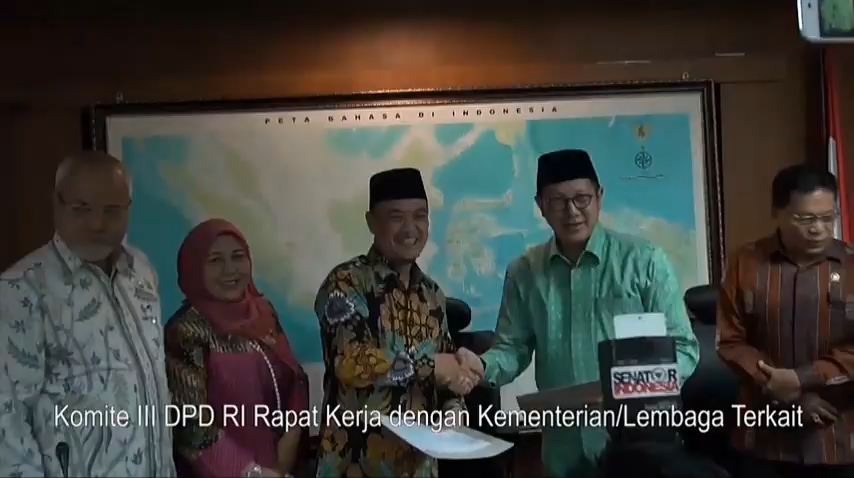 PETA BAHASA DI INDONESIA
SENATOR
INDONESIA
Komite III DPD RI Rapat Kerja dengan Kementerian/Lembaga Terkait